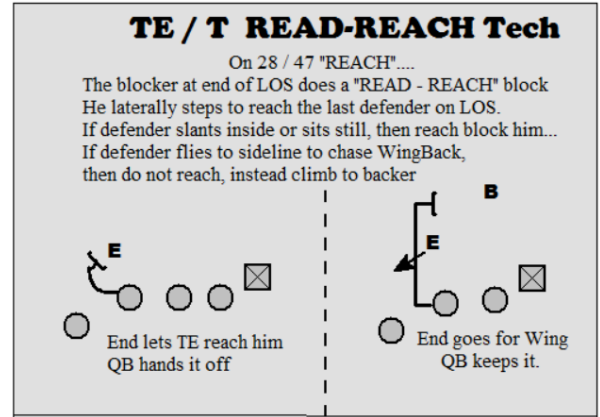 TE / T READ-REACH Tech
On 28 / 47 "REACH"....
The blocker at end of LOS does a "READ - REACH" block
He laterally steps to reach the last defender on LOS.
If defender slants inside or sits still, then reach block him...
If defender flies to sideline to chase WingBack,
then do not reach, instead climb to backer
E
End lets TE reach him
QB hands it off
B
E
End goes for Wing
QB keeps it.